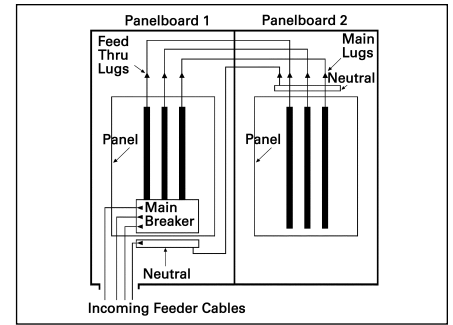 Panelboard 1
Panelboard 2
Feed
Thru
Lugs
Main
Lugs
Neutral
Panel
Panel
Main
Breaker
Neutral
Incoming Feeder Cables